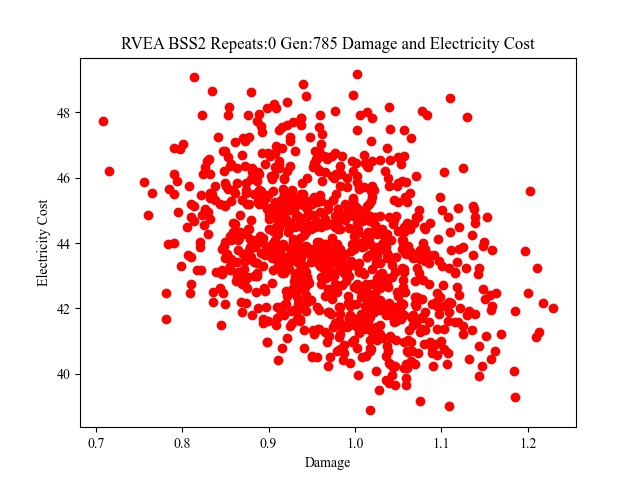 RVEA BSS2 Repeats:0 Gen:785 Damage and Electricity Cost
48
46
44
42
40
Electricity Cost
0.7 0.8 0.9 1.0 1.1 1.2
Damage